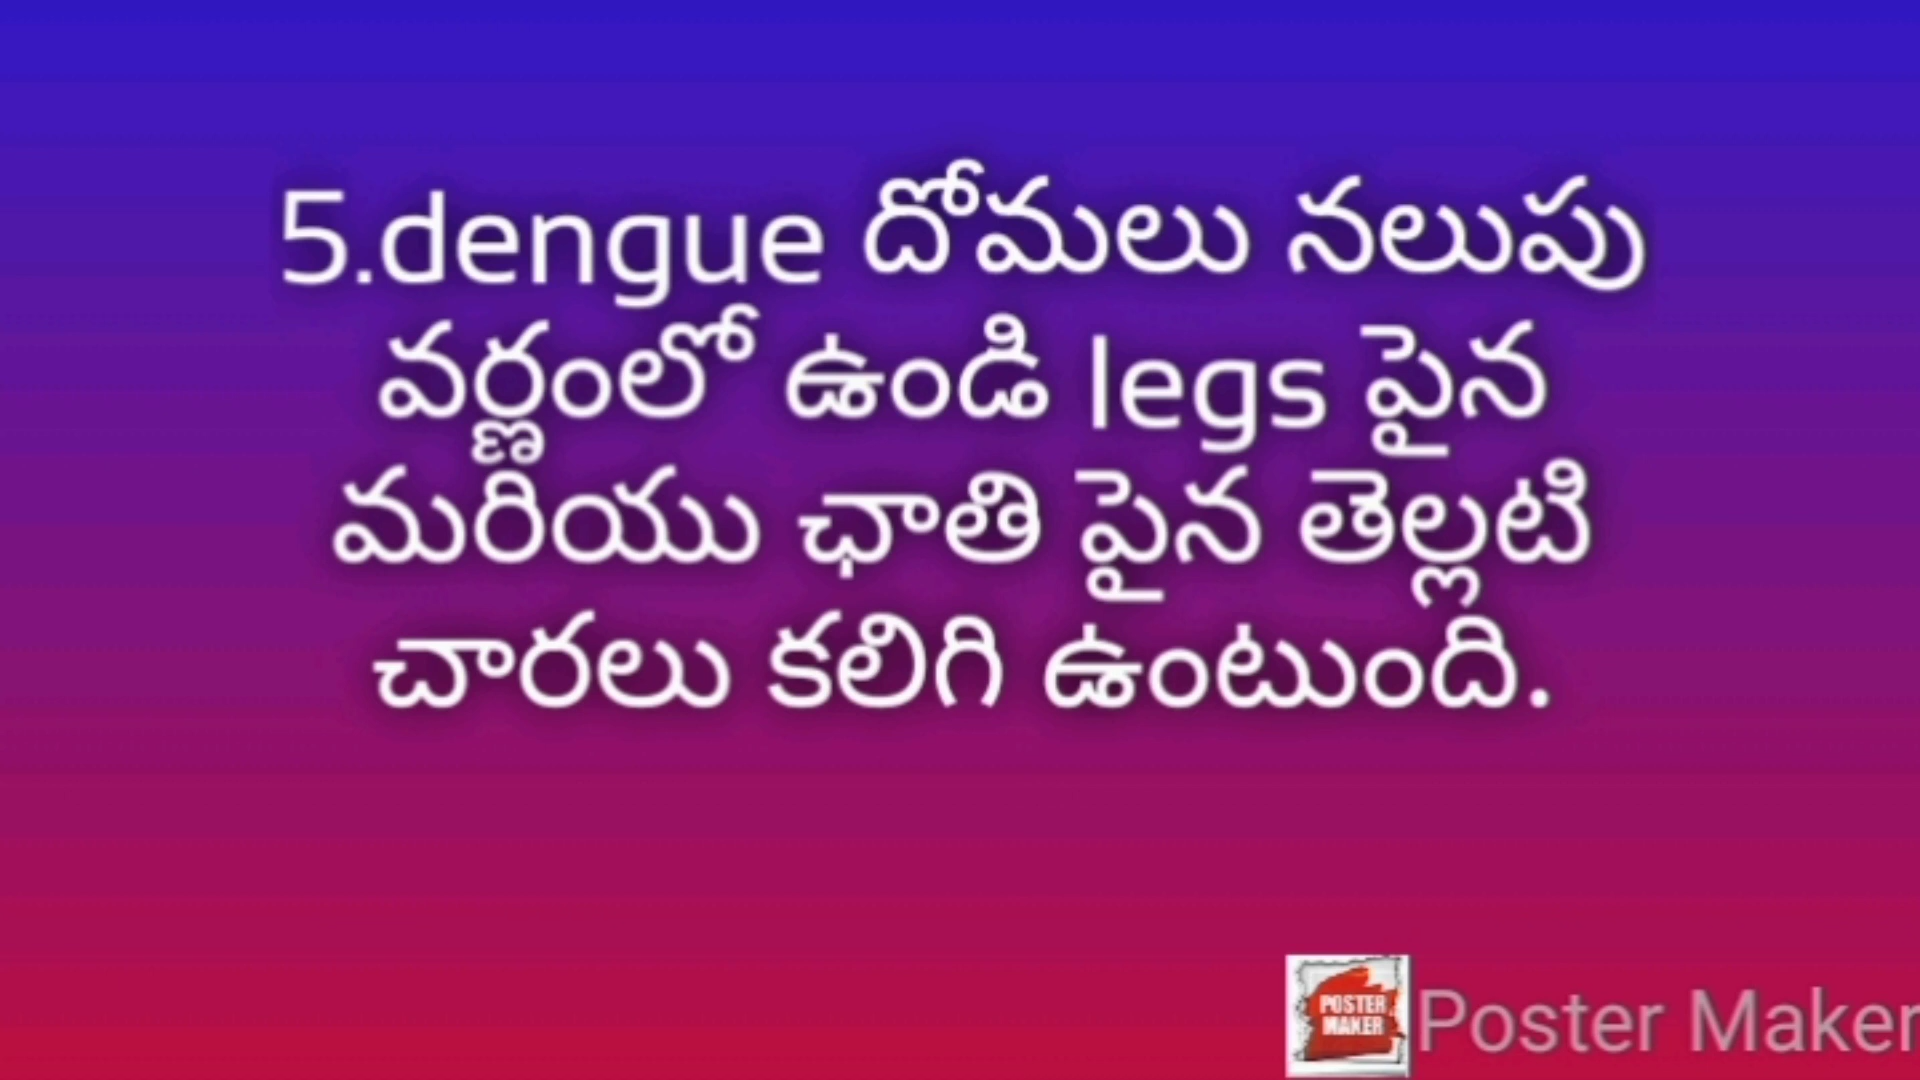 5.dengue దోమలు నలుపు
వర్ణంలో ఉండి legs పైన
మరియు ఛాతి పైన తెల్లటి
చారలు కలిగి ఉంటుంది.
POSTER
MAKER
Poster Maker